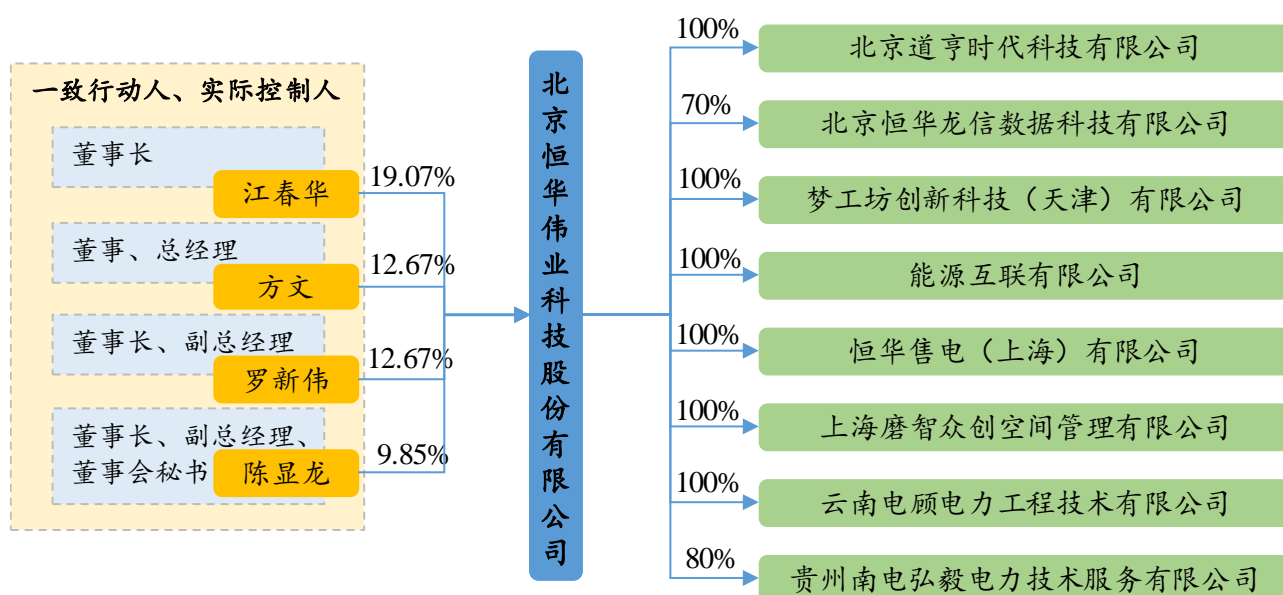 一致行动人、实际控制人
董事长
江春华
19.07%
董事、总经理
方文
12.67%
董事长、副总经理
罗新伟
12.67%
董事长、副总经理、
董事会秘书
陈显龙
9.85%
北京恒华伟业科技股份有限公司
100%
北京道亨时代科技有限公司
70%
北京恒华龙信数据科技有限公司
100%
梦工坊创新科技（天津）有限公司
100%
能源互联有限公司
100%
恒华售电（上海）有限公司
100%
上海磨智众创空间管理有限公司
100%
云南电顾电力工程技术有限公司
80%
贵州南电弘毅电力技术服务有限公司